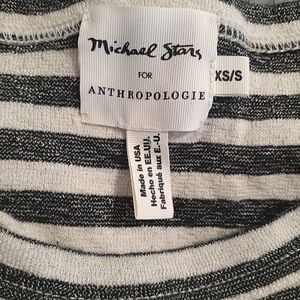 Michael Stars
FOR
ANTHROPOLOGIE
XS/S
Made in USA
Hecho en EE.UU.
Fabriqué aux E.-U.